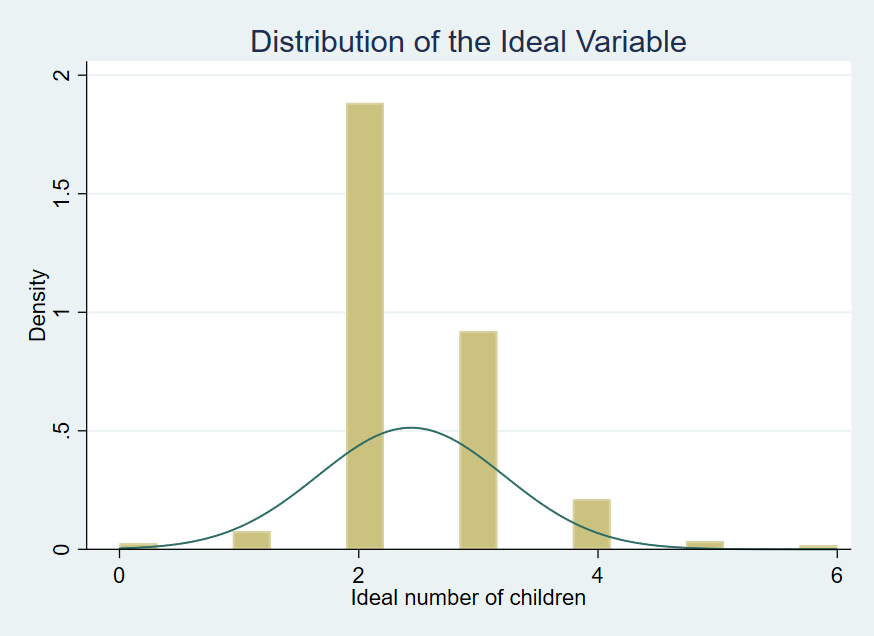 Distribution of the Ideal Variable
Density
2
1.5
1
.5
0
0 2 4 6
Ideal number of children